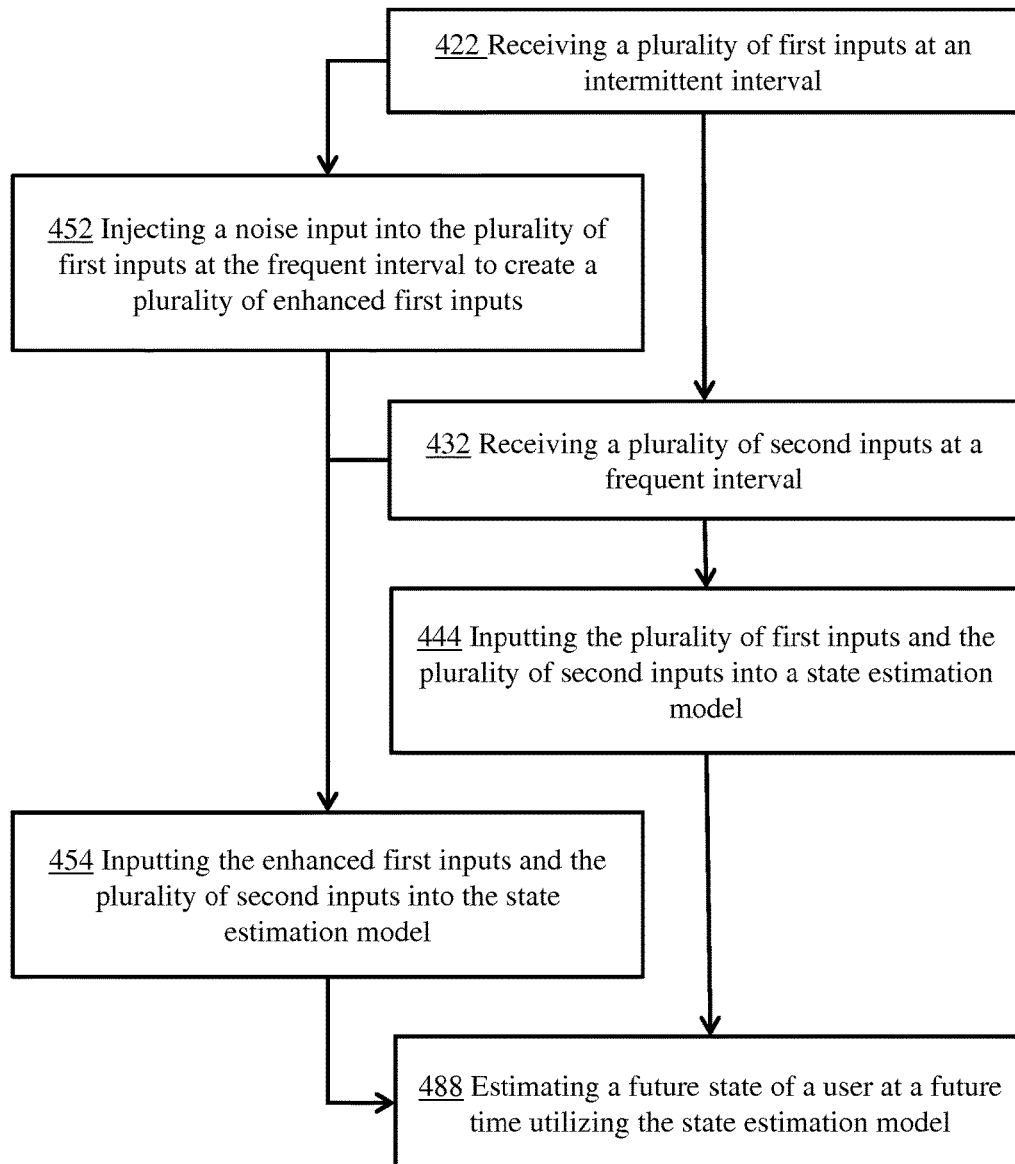 422 Receiving a plurality of first inputs at an
intermittent interval
452 Injecting a noise input into the plurality of
first inputs at the frequent interval to create a
plurality of enhanced first inputs
432 Receiving a plurality of second inputs at a
frequent interval
444 Inputting the plurality of first inputs and the
plurality of second inputs into a state estimation
model
454 Inputting the enhanced first inputs and the
plurality of second inputs into the state
estimation model
488 Estimating a future state of a user at a future
time utilizing the state estimation model